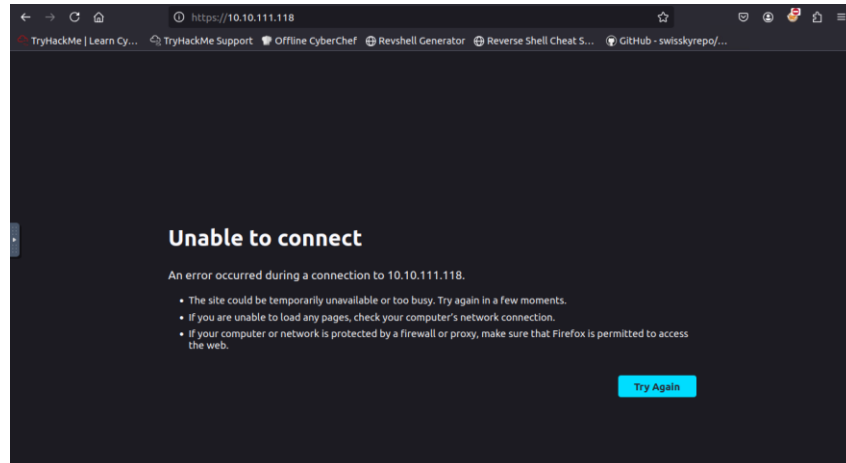 https://10.10.111.118
TryHackMe | Learn Cy... TryHackMe Support Offline CyberChef Revshell Generator Reverse Shell Cheat S... GitHub - swisskyrepo/...
Unable to connect
An error occurred during a connection to 10.10.111.118.
• The site could be temporarily unavailable or too busy. Try again in a few moments.
• If you are unable to load any pages, check your computer's network connection.
• If your computer or network is protected by a firewall or proxy, make sure that Firefox is permitted to access
the web.
Try Again